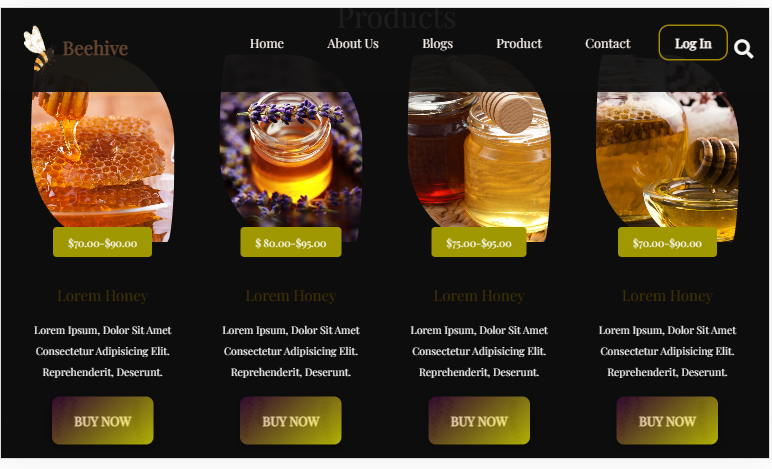 Products
Beehive
Home
About Us
Blogs
Product
Contact
Log In
$70.00-$90.00
$ 80.00-$95.00
$75.00-$95.00
$70.00-$90.00
Lorem Honey
Lorem Honey
Lorem Honey
Lorem Honey
Lorem Ipsum, Dolor Sit Amet
Consectetur Adipisicing Elit.
Reprehenderit, Deserunt.
Lorem Ipsum, Dolor Sit Amet
Consectetur Adipisicing Elit.
Reprehenderit, Deserunt.
Lorem Ipsum, Dolor Sit Amet
Consectetur Adipisicing Elit.
Reprehenderit, Deserunt.
Lorem Ipsum, Dolor Sit Amet
Consectetur Adipisicing Elit.
Reprehenderit, Deserunt.
BUY NOW
BUY NOW
BUY NOW
BUY NOW